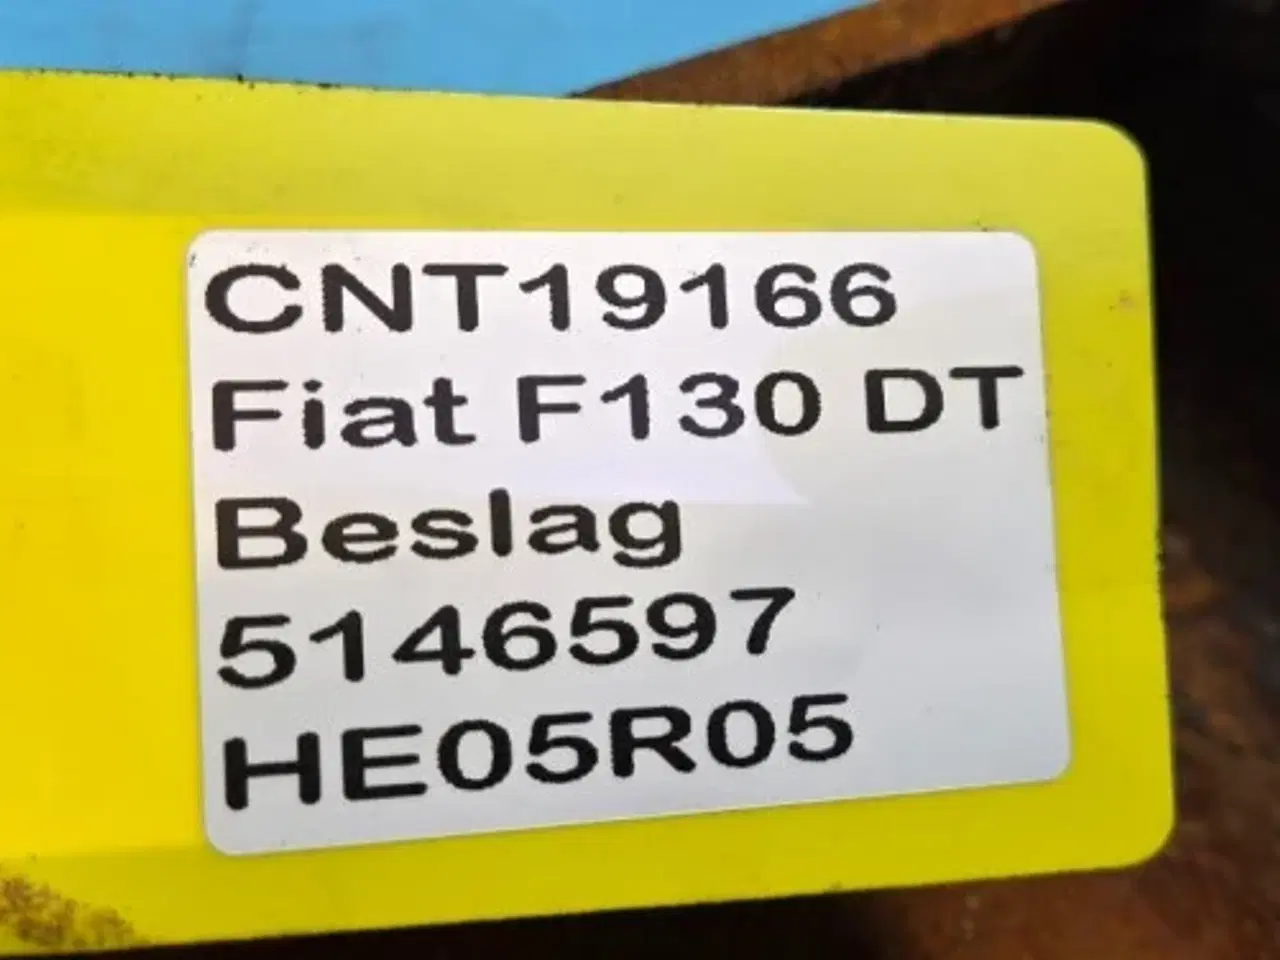 CNT19166
Fiat F130 DT
Beslag
5146597
HE05R05